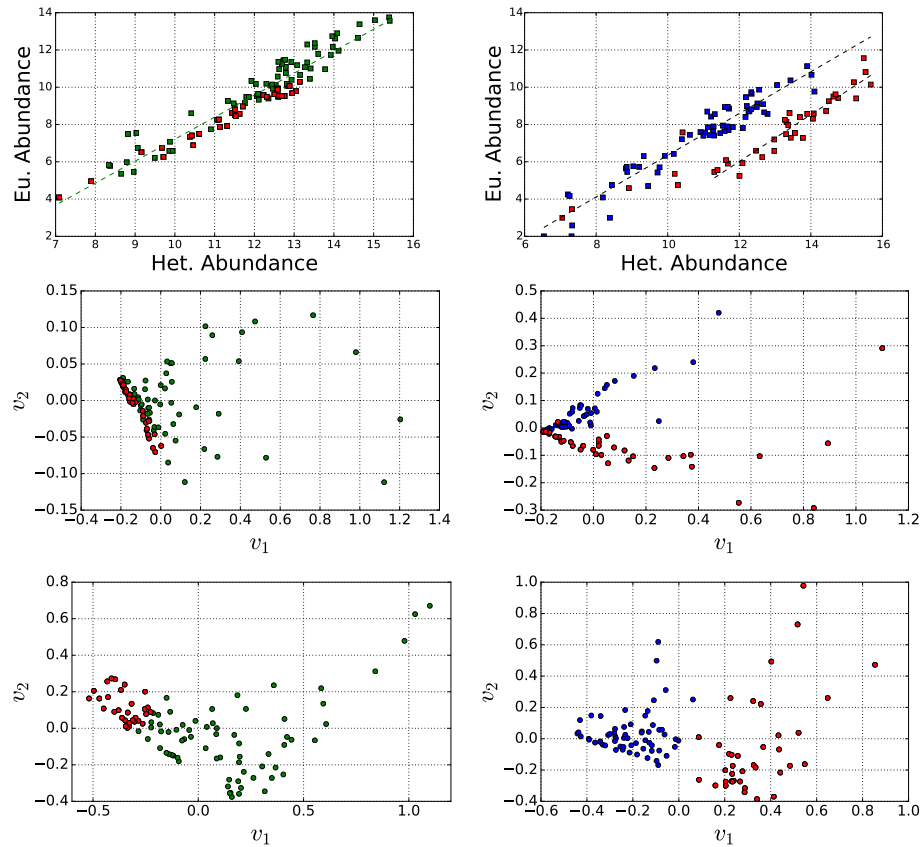 14
12
10
8
6
4
2
Eu. Abundance
7 8 9 10 11 12 13 14 15 16
Het. Abundance
14
12
10
8
6
4
2
Eu. Abundance
6 8 10 12 14 16
Het. Abundance
0.15
0.10
0.05
0.00
−0.05
−0.10
−0.15
v2
−0.4 −0.2 0.0 0.2 0.4 0.6 0.8 1.0 1.2 1.4
v1
0.5
0.4
0.3
0.2
0.1
0.0
−0.1
−0.2
−0.3
v2
−0.2 0.0 0.2 0.4 0.6 0.8 1.0 1.2
v1
0.8
0.6
0.4
0.2
0.0
−0.2
−0.4
v2
−0.5 0.0 0.5 1.0
v1
1.0
0.8
0.6
0.4
0.2
0.0
−0.2
−0.4
v2
−0.6 −0.4 −0.2 0.0 0.2 0.4 0.6 0.8 1.0
v1